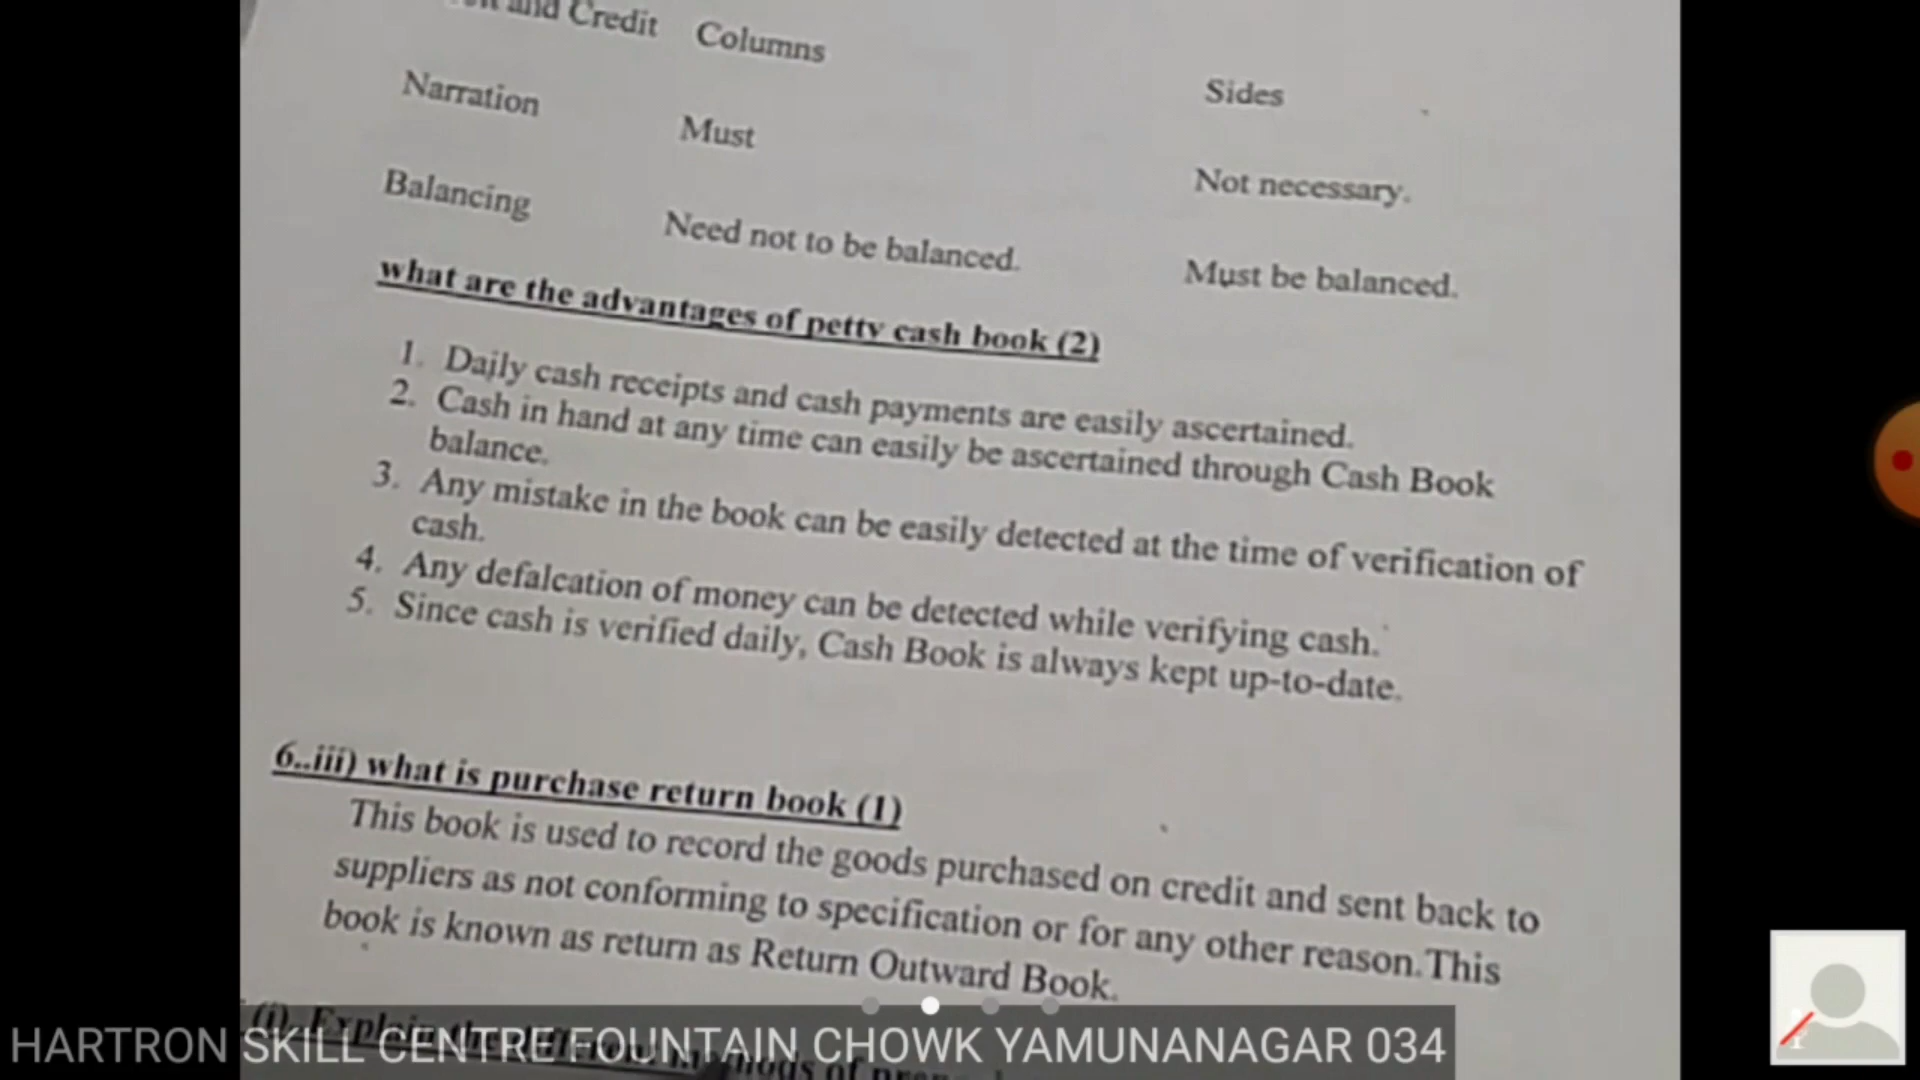 and Credit Columns Sides
Narration Must Not necessary.
Balancing Need not to be balanced. Must be balanced.
what are the advantages of petty cash book (2)
1. Daily cash receipts and cash payments are easily ascertained.
2. Cash in hand at any time can easily be ascertained through Cash Book
balance.
3. Any mistake in the book can be easily detected at the time of verification of
cash.
4. Any defalcation of money can be detected while verifying cash.
5. Since cash is verified daily, Cash Book is always kept up-to-date.
6..iii) what is purchase return book (1)
This book is used to record the goods purchased on credit and sent back to
suppliers as not conforming to specification or for any other reason.This
book is known as return as Return Outward Book.
(i). Explain the
HARTRON SKILL CENTRE FOUNTAIN CHOWK YAMUNANAGAR 034